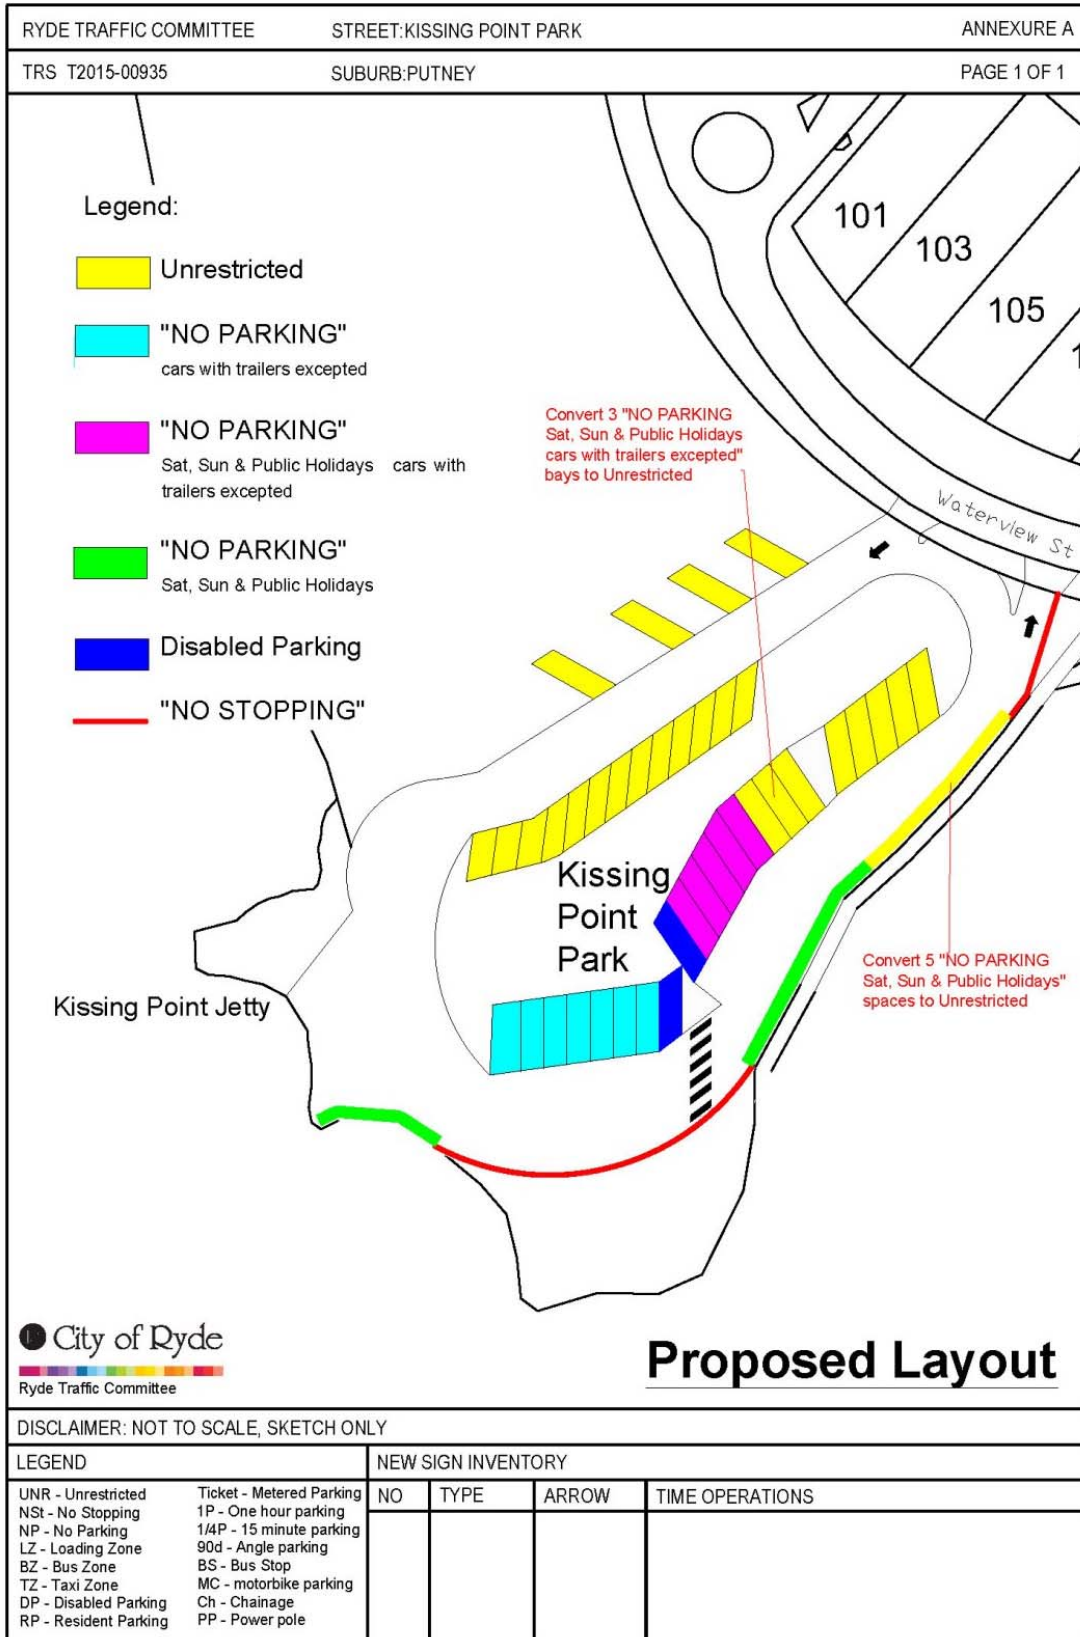 RYDE TRAFFIC COMMITTEE STREET:KISSING POINT PARK ANNEXURE A
TRS T2015-00935 SUBURB:PUTNEY PAGE 1 OF 1
Legend:
Unrestricted
"NO PARKING"
cars with trailers excepted
"NO PARKING"
Sat, Sun & Public Holidays cars with
trailers excepted
"NO PARKING"
Sat, Sun & Public Holidays
Disabled Parking
"NO STOPPING"
101
103
105
1
Convert 3 "NO PARKING
Sat, Sun & Public Holidays
cars with trailers excepted"
bays to Unrestricted
Waterview St
Kissing
Point
Park
Kissing Point Jetty
Convert 5 "NO PARKING
Sat, Sun & Public Holidays"
spaces to Unrestricted
City of Ryde
Ryde Traffic Committee
Proposed Layout
DISCLAIMER: NOT TO SCALE, SKETCH ONLY
LEGEND
UNR - Unrestricted
NSt - No Stopping
NP - No Parking
LZ - Loading Zone
BZ - Bus Zone
TZ - Taxi Zone
DP - Disabled Parking
RP - Resident Parking
Ticket - Metered Parking
1P - One hour parking
1/4P - 15 minute parking
90d - Angle parking
BS - Bus Stop
MC - motorbike parking
Ch - Chainage
PP - Power pole
NEW SIGN INVENTORY
NO TYPE ARROW TIME OPERATIONS